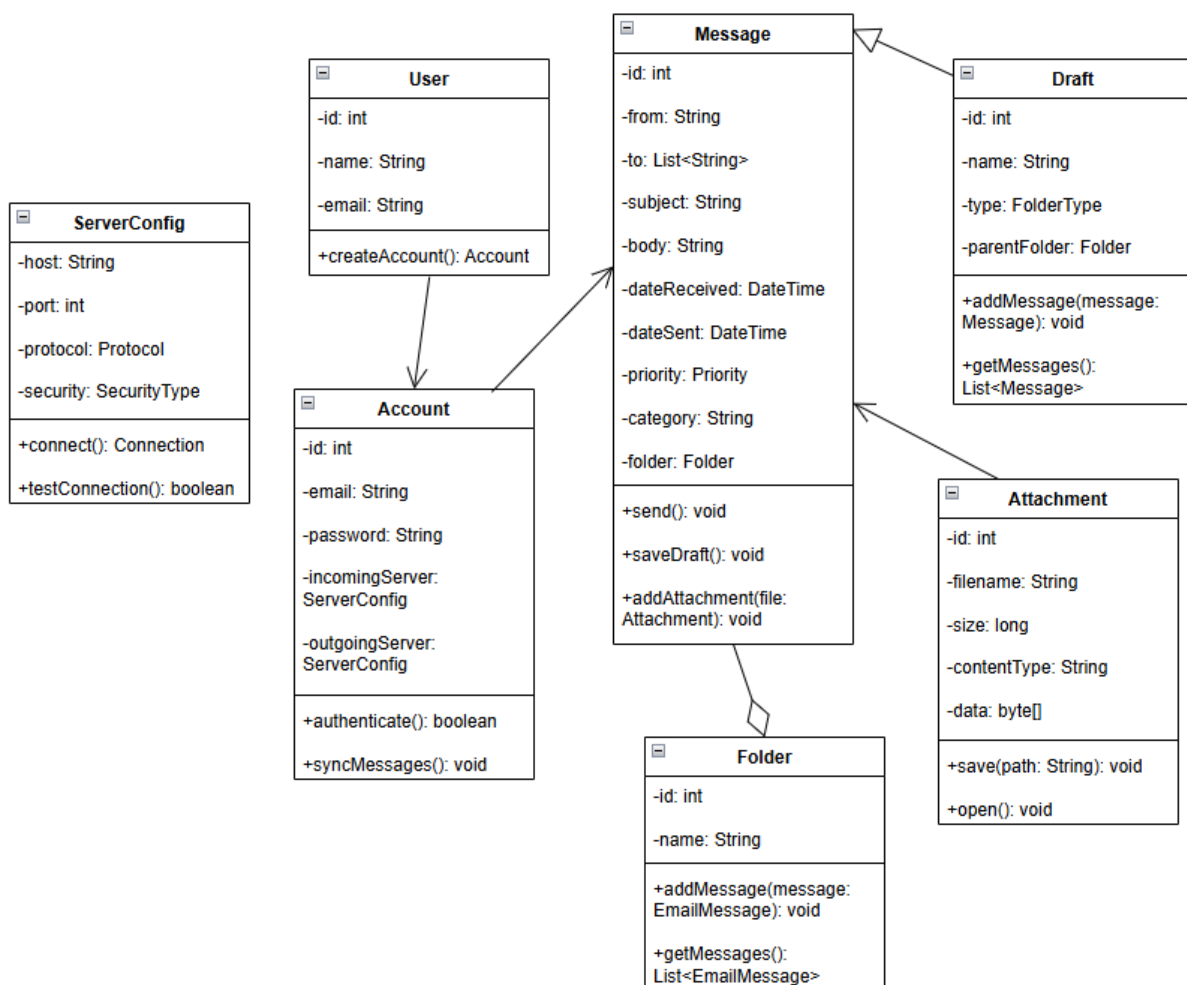 ServerConfig
-host: String
-port: int
-protocol: Protocol
-security: SecurityType
+connect(): Connection
+testConnection(): boolean
User
-id: int
-name: String
-email: String
+createAccount(): Account
Account
-id: int
-email: String
-password: String
-incomingServer:
ServerConfig
-outgoingServer:
ServerConfig
+authenticate(): boolean
+syncMessages(): void
Message
-id: int
-from: String
-to: List<String>
-subject: String
-body: String
-dateReceived: DateTime
-dateSent: DateTime
-priority: Priority
-category: String
-folder: Folder
+send(): void
+saveDraft(): void
+addAttachment(file:
Attachment): void
Folder
-id: int
-name: String
+addMessage(message:
EmailMessage): void
+getMessages():
List<EmailMessage>
Draft
-id: int
-name: String
-type: FolderType
-parentFolder: Folder
+addMessage(message:
Message): void
+getMessages():
List<Message>
Attachment
-id: int
-filename: String
-size: long
-contentType: String
-data: byte[]
+save(path: String): void
+open(): void